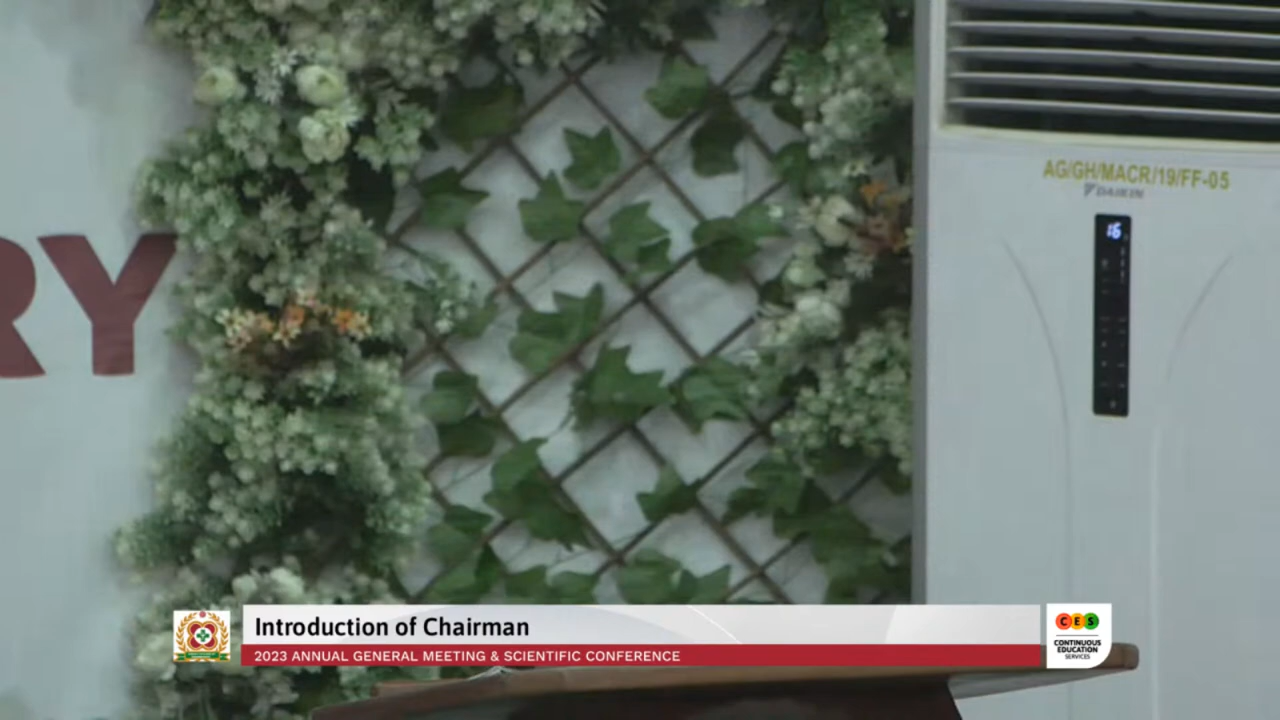 RY
AG/GH/MACR/19/FF-05
DAIKIN
16
Introduction of Chairman
2023 ANNUAL GENERAL MEETING & SCIENTIFIC CONFERENCE
CES
CONTINUOUS
EDUCATION
SERVICES